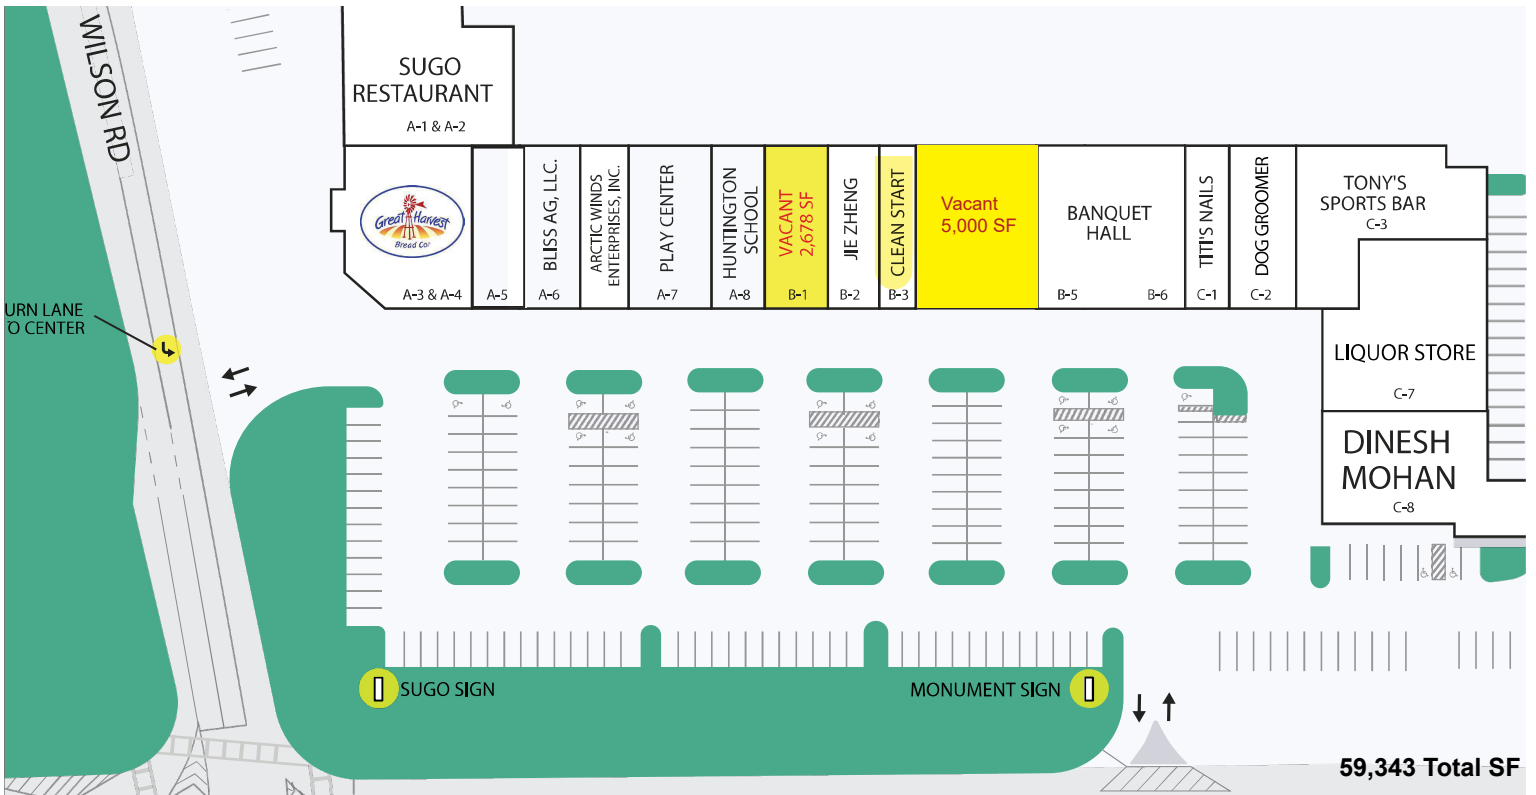 WILSON RD
SUGO
RESTAURANT
A-1 & A-2
Great Harvest
Bread Co.
A-3 & A-4
A-5
BLISS AG, LLC.
A-6
ARCTIC WINDS
ENTERPRISES, INC.
PLAY CENTER
A-7
HUNTINGTON
SCHOOL
A-8
VACANT
2,678 SF
B-1
JIE ZHENG
B-2
CLEAN START
B-3
Vacant
5,000 SF
BANQUET
HALL
B-5
B-6
TITI'S NAILS
C-1
DOG GROOMER
C-2
TONY'S
SPORTS BAR
C-3
URN LANE
O CENTER
LIQUOR STORE
C-7
DINESH
MOHAN
C-8
SUGO SIGN
MONUMENT SIGN
59,343 Total SF